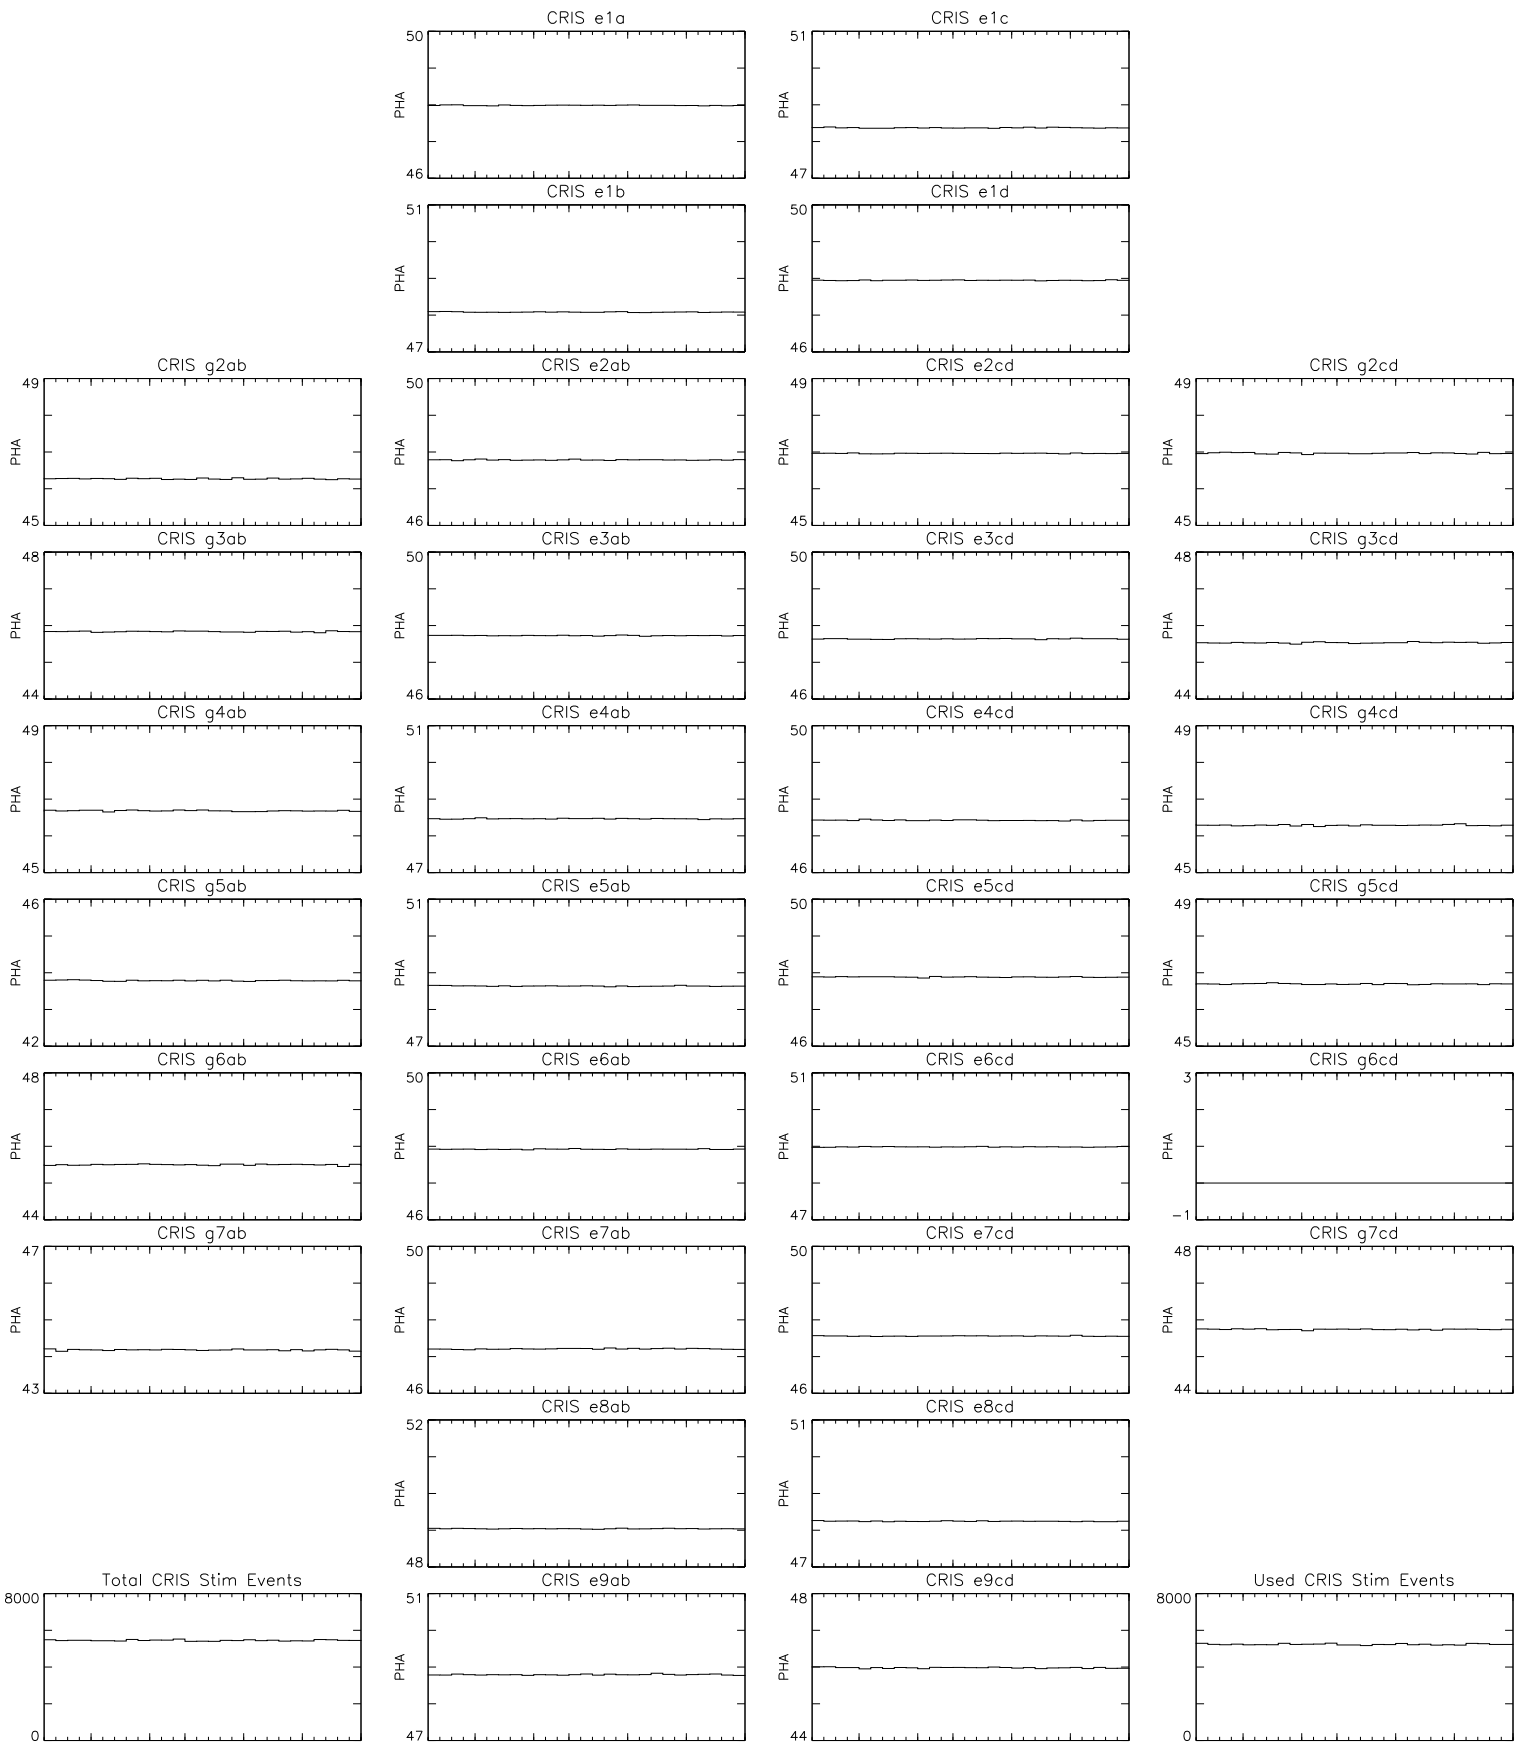 CRIS e1a
50
PHA
46
CRIS e1c
51
PHA
47
CRIS e1b
51
PHA
47
CRIS e1d
50
PHA
46
CRIS g2ab
49
PHA
45
CRIS e2ab
50
PHA
46
CRIS e2cd
49
PHA
45
CRIS g2cd
49
PHA
45
CRIS g3ab
48
PHA
44
CRIS e3ab
50
PHA
46
CRIS e3cd
50
PHA
46
CRIS g3cd
48
PHA
44
CRIS g4ab
49
PHA
45
CRIS e4ab
51
PHA
47
CRIS e4cd
50
PHA
46
CRIS g4cd
49
PHA
45
CRIS g5ab
46
PHA
42
CRIS e5ab
51
PHA
47
CRIS e5cd
50
PHA
46
CRIS g5cd
49
PHA
45
CRIS g6ab
48
PHA
44
CRIS e6ab
50
PHA
46
CRIS e6cd
51
PHA
47
CRIS g6cd
3
PHA
-1
CRIS g7ab
47
PHA
43
CRIS e7ab
50
PHA
46
CRIS e7cd
50
PHA
46
CRIS g7cd
48
PHA
44
CRIS e8ab
52
PHA
48
CRIS e8cd
51
PHA
47
Total CRIS Stim Events
8000
0
CRIS e9ab
51
PHA
47
CRIS e9cd
48
PHA
44
Used CRIS Stim Events
8000
0